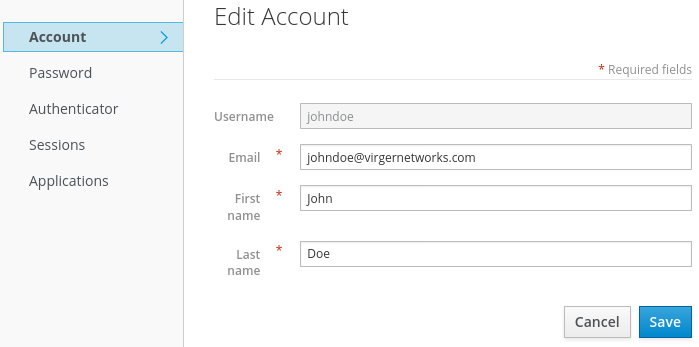 Edit Account
Account
Password
Authenticator
Sessions
Applications
* Required fields
Username johndoe
Email * johndoe@virgernetworks.com
First name * John
Last name * Doe
Cancel Save